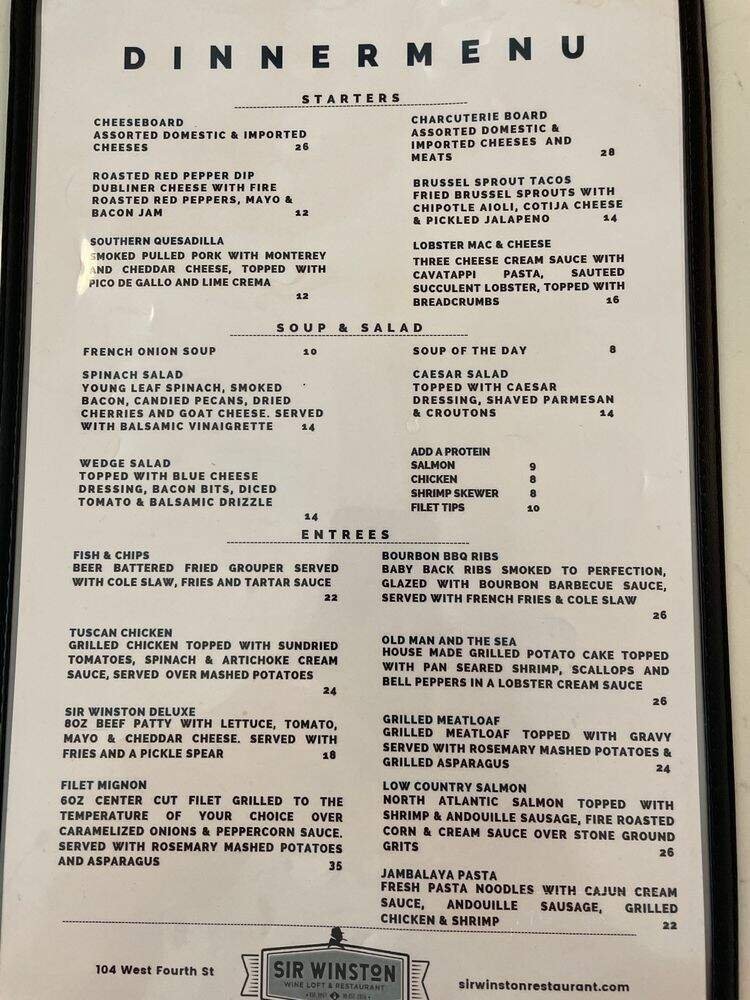 DINNERMENU
STARTERS
CHEESEBOARD
ASSORTED DOMESTIC & IMPORTED
CHEESES 26
ROASTED RED PEPPER DIP
DUBLINER CHEESE WITH FIRE
ROASTED RED PEPPERS, MAYO &
BACON JAM 12
SOUTHERN QUESADILLA
SMOKED PULLED PORK WITH MONTEREY
AND CHEDDAR CHEESE, TOPPED WITH
PICO DE GALLO AND LIME CREMA
12
CHARCUTERIE BOARD
ASSORTED DOMESTIC &
IMPORTED CHEESES AND
MEATS 28
BRUSSEL SPROUT TACOS
FRIED BRUSSEL SPROUTS WITH
CHIPOTLE AIOLI, COTIJA CHEESE
& PICKLED JALAPENO 14
LOBSTER MAC & CHEESE
THREE CHEESE CREAM SAUCE WITH
CAVATAPPI PASTA, SAUTEED
SUCCULENT LOBSTER, TOPPED WITH
BREADCRUMBS 16
SOUP & SALAD
FRENCH ONION SOUP 10
SPINACH SALAD
YOUNG LEAF SPINACH, SMOKED
BACON, CANDIED PECANS, DRIED
CHERRIES AND GOAT CHEESE. SERVED
WITH BALSAMIC VINAIGRETTE 14
WEDGE SALAD
TOPPED WITH BLUE CHEESE
DRESSING, BACON BITS, DICED
TOMATO & BALSAMIC DRIZZLE
14
SOUP OF THE DAY 8
CAESAR SALAD
TOPPED WITH CAESAR
DRESSING, SHAVED PARMESAN
& CROUTONS 14
ADD A PROTEIN
SALMON 9
CHICKEN 8
SHRIMP SKEWER 8
FILET TIPS 10
ENTREES
FISH & CHIPS
BEER BATTERED FRIED GROUPER SERVED
WITH COLE SLAW, FRIES AND TARTAR SAUCE
22
TUSCAN CHICKEN
GRILLED CHICKEN TOPPED WITH SUNDRIED
TOMATOES, SPINACH & ARTICHOKE CREAM
SAUCE, SERVED OVER MASHED POTATOES
24
SIR WINSTON DELUXE
8OZ BEEF PATTY WITH LETTUCE, TOMATO,
MAYO & CHEDDAR CHEESE. SERVED WITH
FRIES AND A PICKLE SPEAR 18
FILET MIGNON
6OZ CENTER CUT FILET GRILLED TO THE
TEMPERATURE OF YOUR CHOICE OVER
CARAMELIZED ONIONS & PEPPERCORN SAUCE.
SERVED WITH ROSEMARY MASHED POTATOES
AND ASPARAGUS 35
BOURBON BBQ RIBS
BABY BACK RIBS SMOKED TO PERFECTION,
GLAZED WITH BOURBON BARBECUE SAUCE,
SERVED WITH FRENCH FRIES & COLE SLAW
26
OLD MAN AND THE SEA
HOUSE MADE GRILLED POTATO CAKE TOPPED
WITH PAN SEARED SHRIMP, SCALLOPS AND
BELL PEPPERS IN A LOBSTER CREAM SAUCE
26
GRILLED MEATLOAF
GRILLED MEATLOAF TOPPED WITH GRAVY
SERVED WITH ROSEMARY MASHED POTATOES &
GRILLED ASPARAGUS 24
LOW COUNTRY SALMON
NORTH ATLANTIC SALMON TOPPED WITH
SHRIMP & ANDOUILLE SAUSAGE, FIRE ROASTED
CORN & CREAM SAUCE OVER STONE GROUND
GRITS 26
JAMBALAYA PASTA
FRESH PASTA NOODLES WITH CAJUN CREAM
SAUCE, ANDOUILLE SAUSAGE, GRILLED
CHICKEN & SHRIMP 22
104 West Fourth St
SIR WINSTON
WINE LOFT & RESTAURANT
sirwinstonrestaurant.com